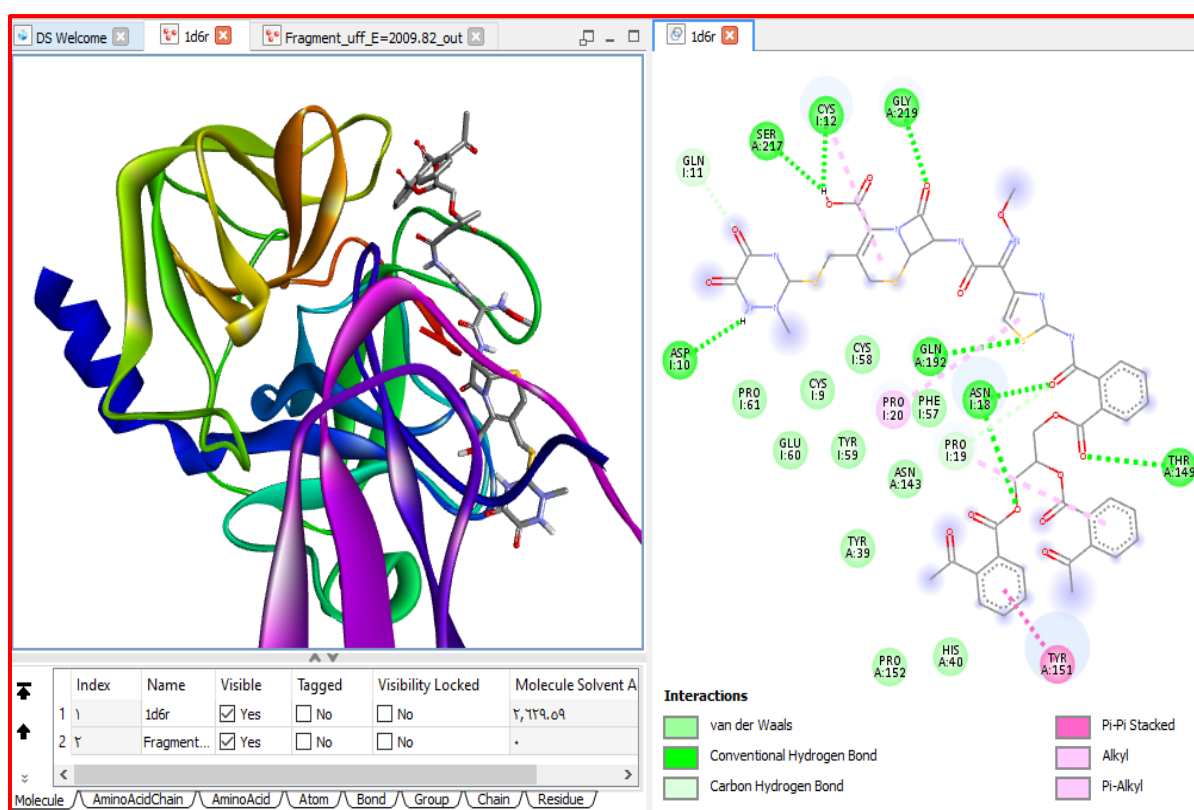 DS Welcome
1d6r
Fragment_uff_E=2009.82_out
1d6r
SER
A:217
CYS
I:12
GLY
A:219
GLN
I:11
ASP
I:10
CYS
I:58
GLN
A:192
PRO
I:61
CYS
I:9
PRO
I:20
PHE
I:57
ASN
I:18
GLU
I:60
TYR
I:59
PRO
I:19
ASN
A:143
THR
A:149
TYR
A:39
PRO
A:152
HIS
A:40
TYR
A:151
H
O
O
O
O
N
S
H
Interactions
van der Waals
Conventional Hydrogen Bond
Carbon Hydrogen Bond
Pi-Pi Stacked
Alkyl
Pi-Alkyl
Index Name Visible Tagged Visibility Locked Molecule Solvent A
1 ١ 1d6r Yes No No ٢,٦٢٩.٥٩
2 ٢ Fragment... Yes No No ٠
Molecule AminoAcidChain AminoAcid Atom Bond Group Chain Residue